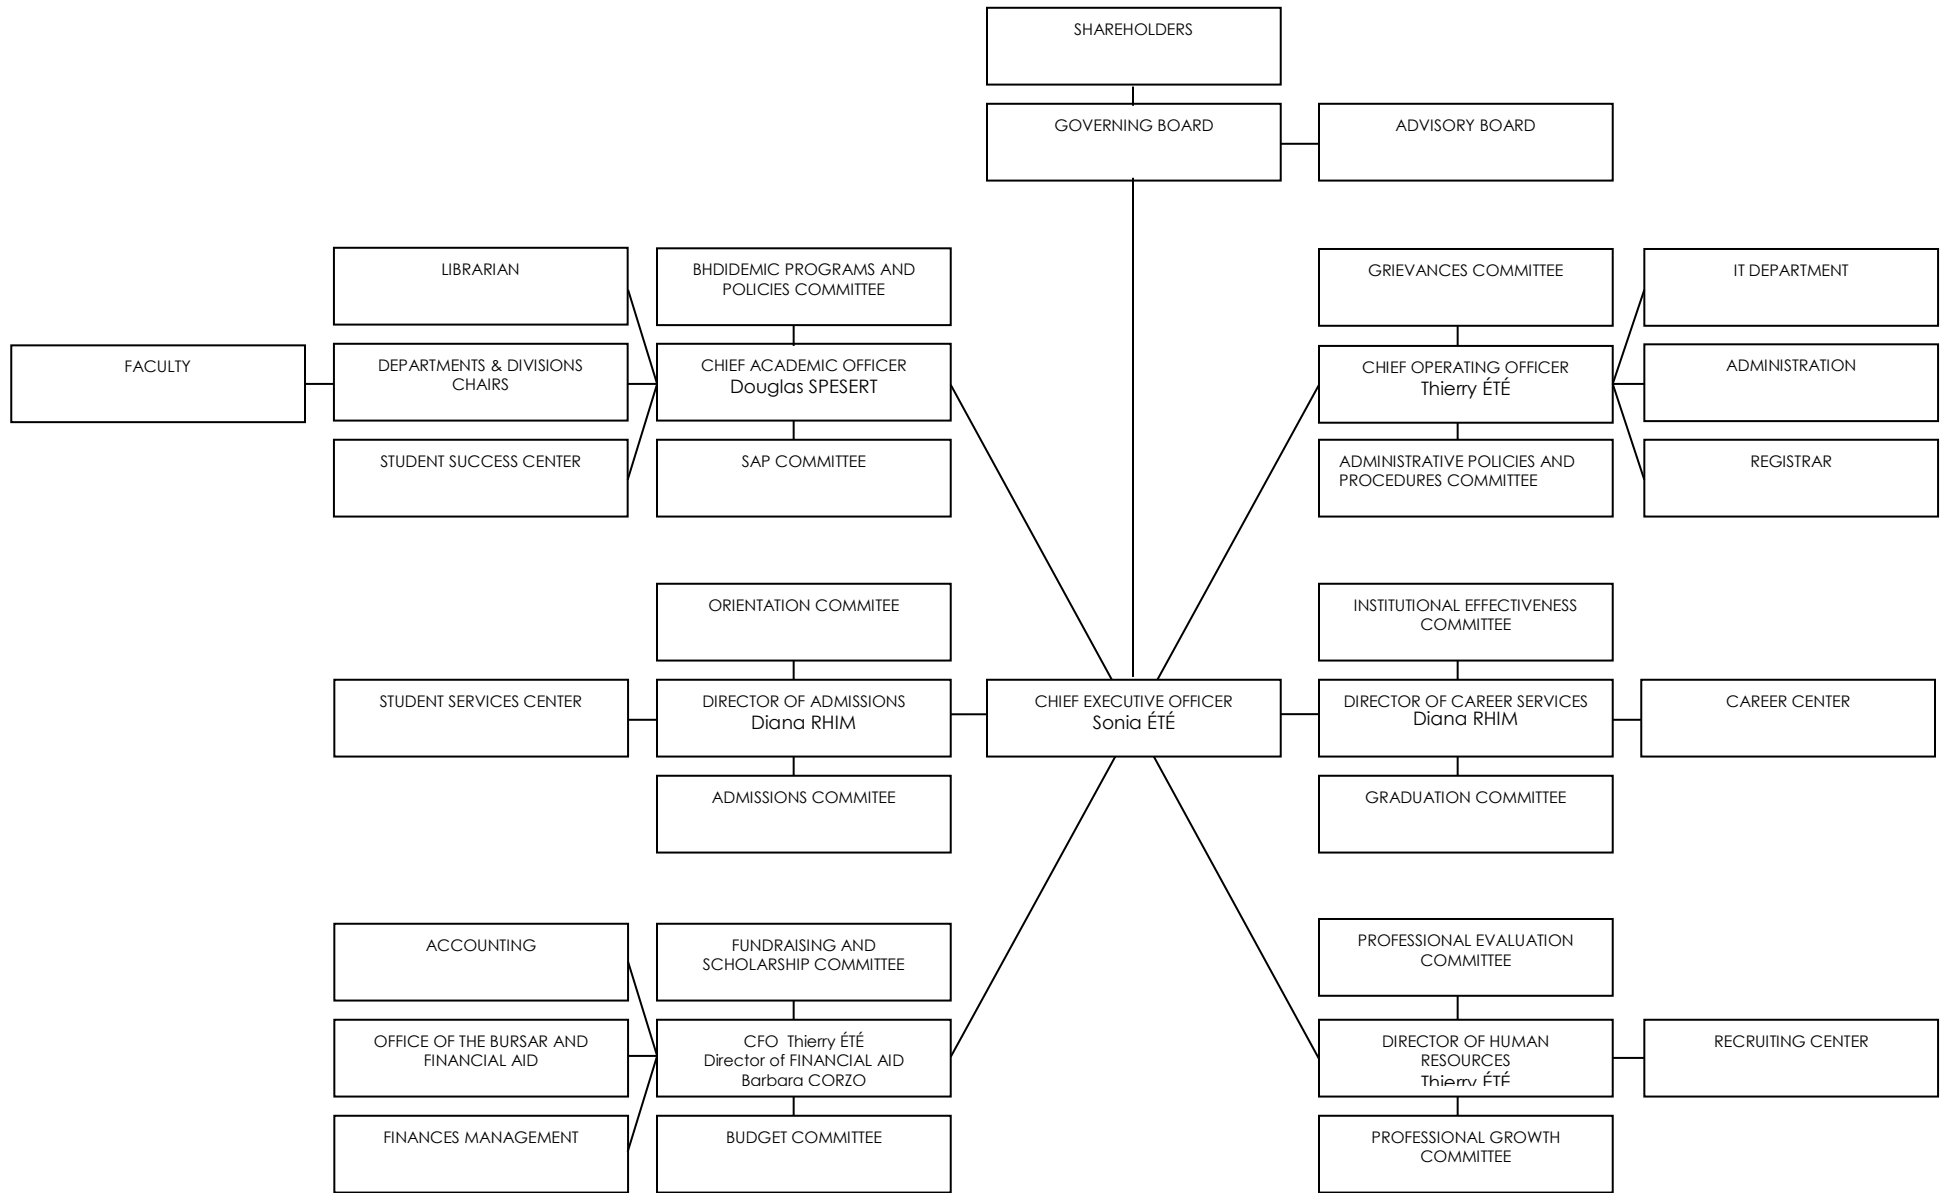 SHAREHOLDERS
GOVERNING BOARD
ADVISORY BOARD
LIBRARIAN
BHDIDEMIC PROGRAMS AND
POLICIES COMMITTEE
GRIEVANCES COMMITTEE
IT DEPARTMENT
FACULTY
DEPARTMENTS & DIVISIONS
CHAIRS
CHIEF ACADEMIC OFFICER
Douglas SPESERT
CHIEF OPERATING OFFICER
Thierry ÉTÉ
ADMINISTRATION
STUDENT SUCCESS CENTER
SAP COMMITTEE
ADMINISTRATIVE POLICIES AND
PROCEDURES COMMITTEE
REGISTRAR
ORIENTATION COMMITEE
INSTITUTIONAL EFFECTIVENESS
COMMITTEE
STUDENT SERVICES CENTER
DIRECTOR OF ADMISSIONS
Diana RHIM
CHIEF EXECUTIVE OFFICER
Sonia ÉTÉ
DIRECTOR OF CAREER SERVICES
Diana RHIM
CAREER CENTER
ADMISSIONS COMMITEE
GRADUATION COMMITTEE
ACCOUNTING
FUNDRAISING AND
SCHOLARSHIP COMMITTEE
PROFESSIONAL EVALUATION
COMMITTEE
OFFICE OF THE BURSAR AND
FINANCIAL AID
CFO Thierry ÉTÉ
Director of FINANCIAL AID
Barbara CORZO
DIRECTOR OF HUMAN
RESOURCES
Thierry ÉTÉ
RECRUITING CENTER
FINANCES MANAGEMENT
BUDGET COMMITTEE
PROFESSIONAL GROWTH
COMMITTEE